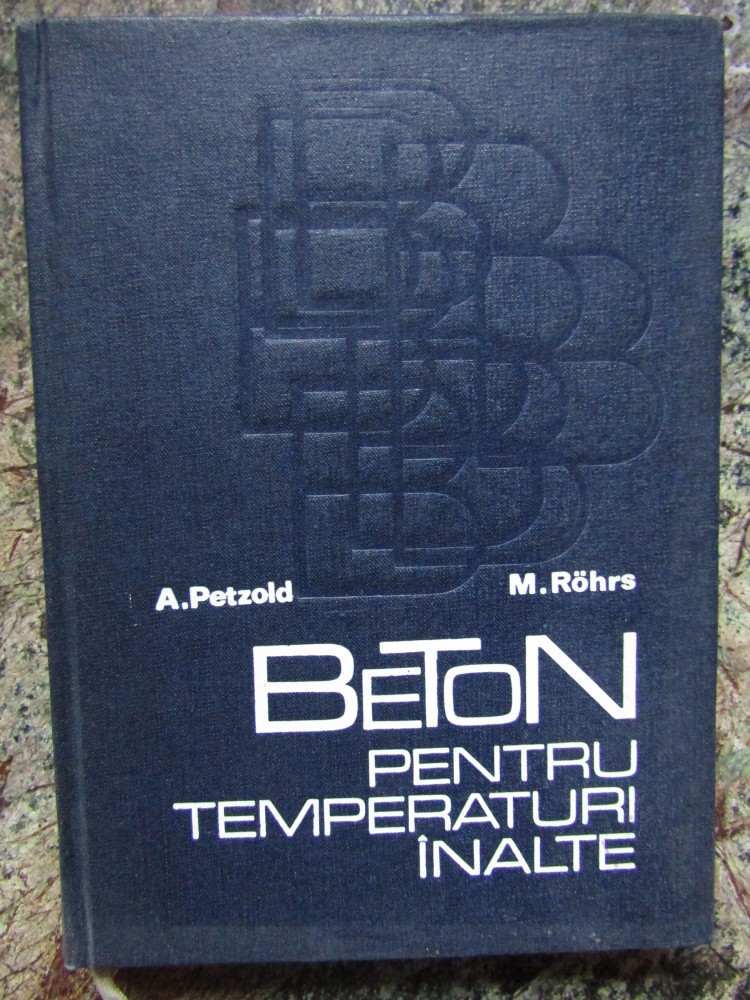 A.Petzold M.Röhrs
BETON
PENTRU
TEMPERATURI
ÎNALTE